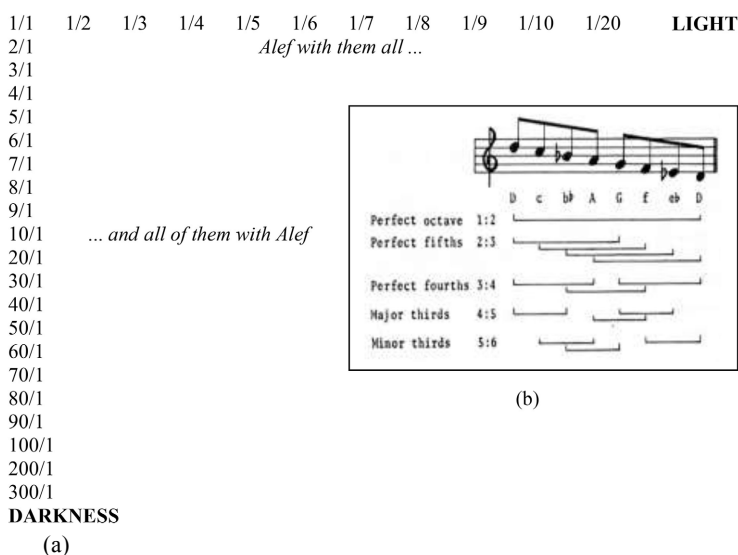 1/1 1/2 1/3 1/4 1/5 1/6 1/7 1/8 1/9 1/10 1/20 LIGHT
2/1 Alef with them all ...
3/1
4/1
5/1
6/1
7/1
8/1
9/1
10/1 ... and all of them with Alef
20/1
30/1
40/1
50/1
60/1
70/1
80/1
90/1
100/1
200/1
300/1
DARKNESS
(a)
D c b♭ A G f e♭ D
Perfect octave 1:2
Perfect fifths 2:3
Perfect fourths 3:4
Major thirds 4:5
Minor thirds 5:6
(b)